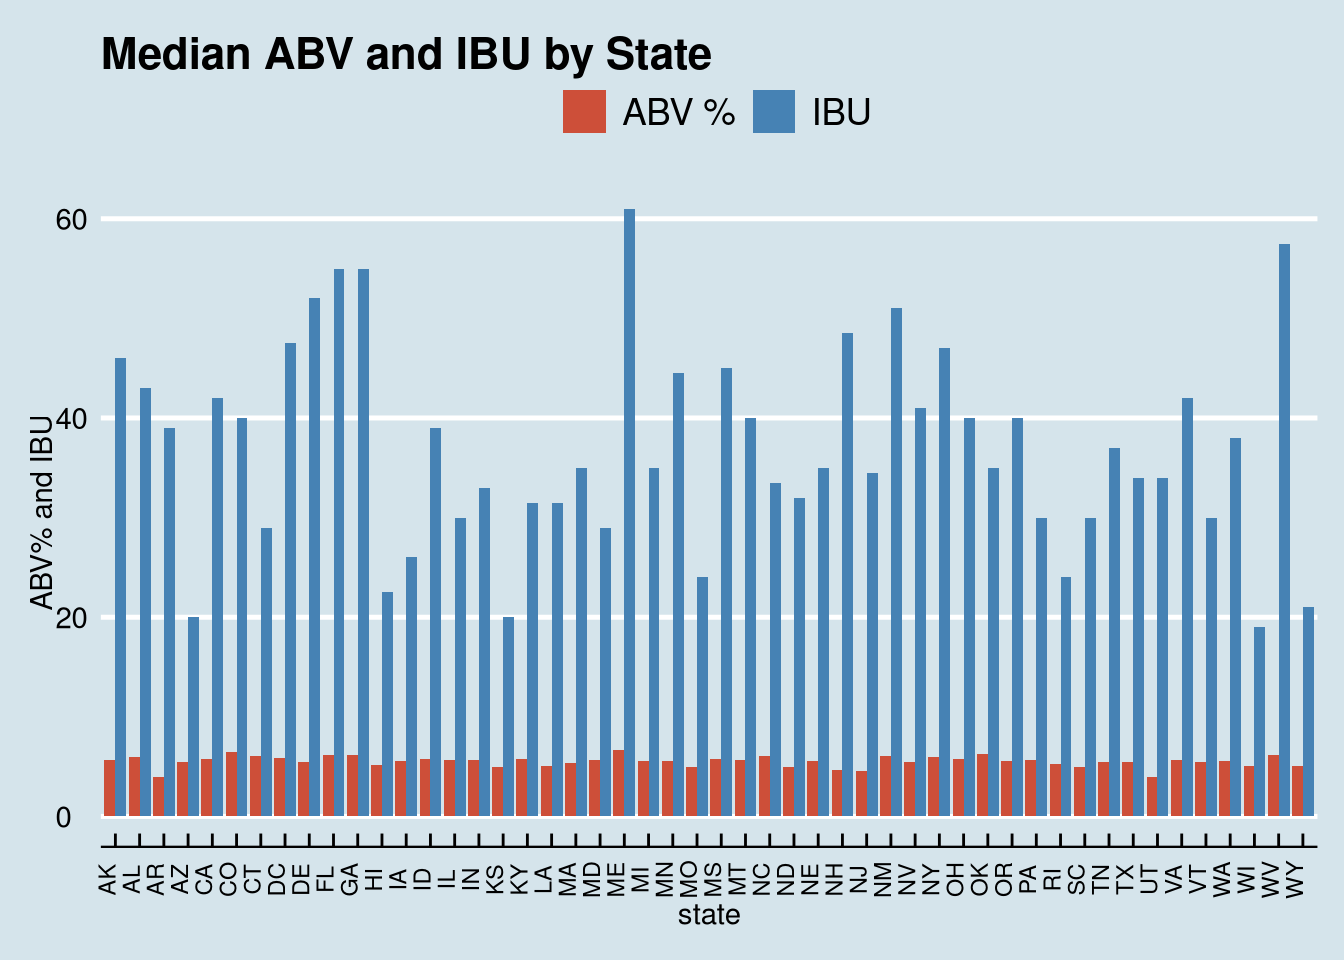 Median ABV and IBU by State
ABV %
IBU
ABV% and IBU
60
40
20
0
AK
AL
AR
AZ
CA
CO
CT
DC
DE
FL
GA
HI
IA
ID
IL
IN
KS
KY
LA
MA
MD
ME
MI
MN
MO
MS
MT
NC
ND
NE
NH
NJ
NM
NV
NY
OH
OK
OR
PA
RI
SC
TN
TX
UT
VA
VT
WA
WI
WV
WY
state